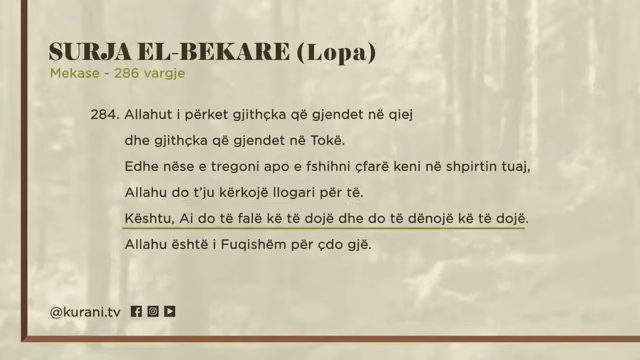 SURJA EL-BEKARE (Lopa)
Mekase - 286 vargje
284. Allahut i përket gjithçka që gjendet në qiej
dhe gjithçka që gjendet në Tokë.
Edhe nëse e tregoni apo e fshihni çfarë keni në shpirtin tuaj,
Allahu do t'ju kërkojë llogari për të.
Kështu, Ai do të falë kë të dojë dhe do të dënojë kë të dojë.
Allahu është i Fuqishëm për çdo gjë.
@kurani.tv